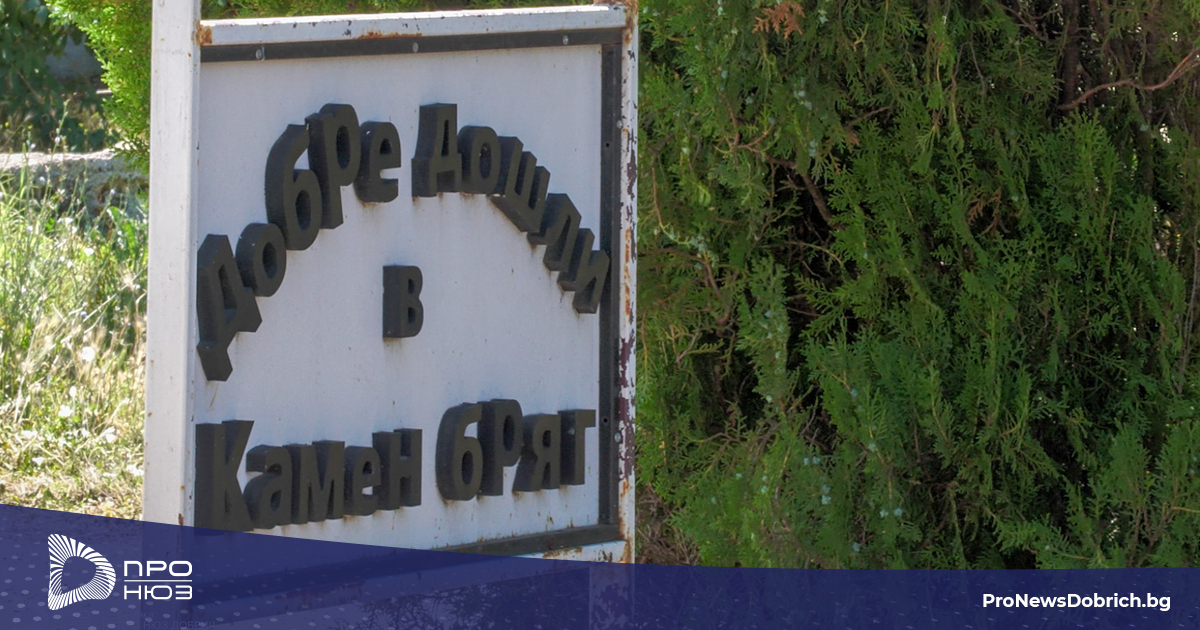 Добре дошли
в
Камен бряг
ПРО
НЮЗ
ProNewsDobrich.bg